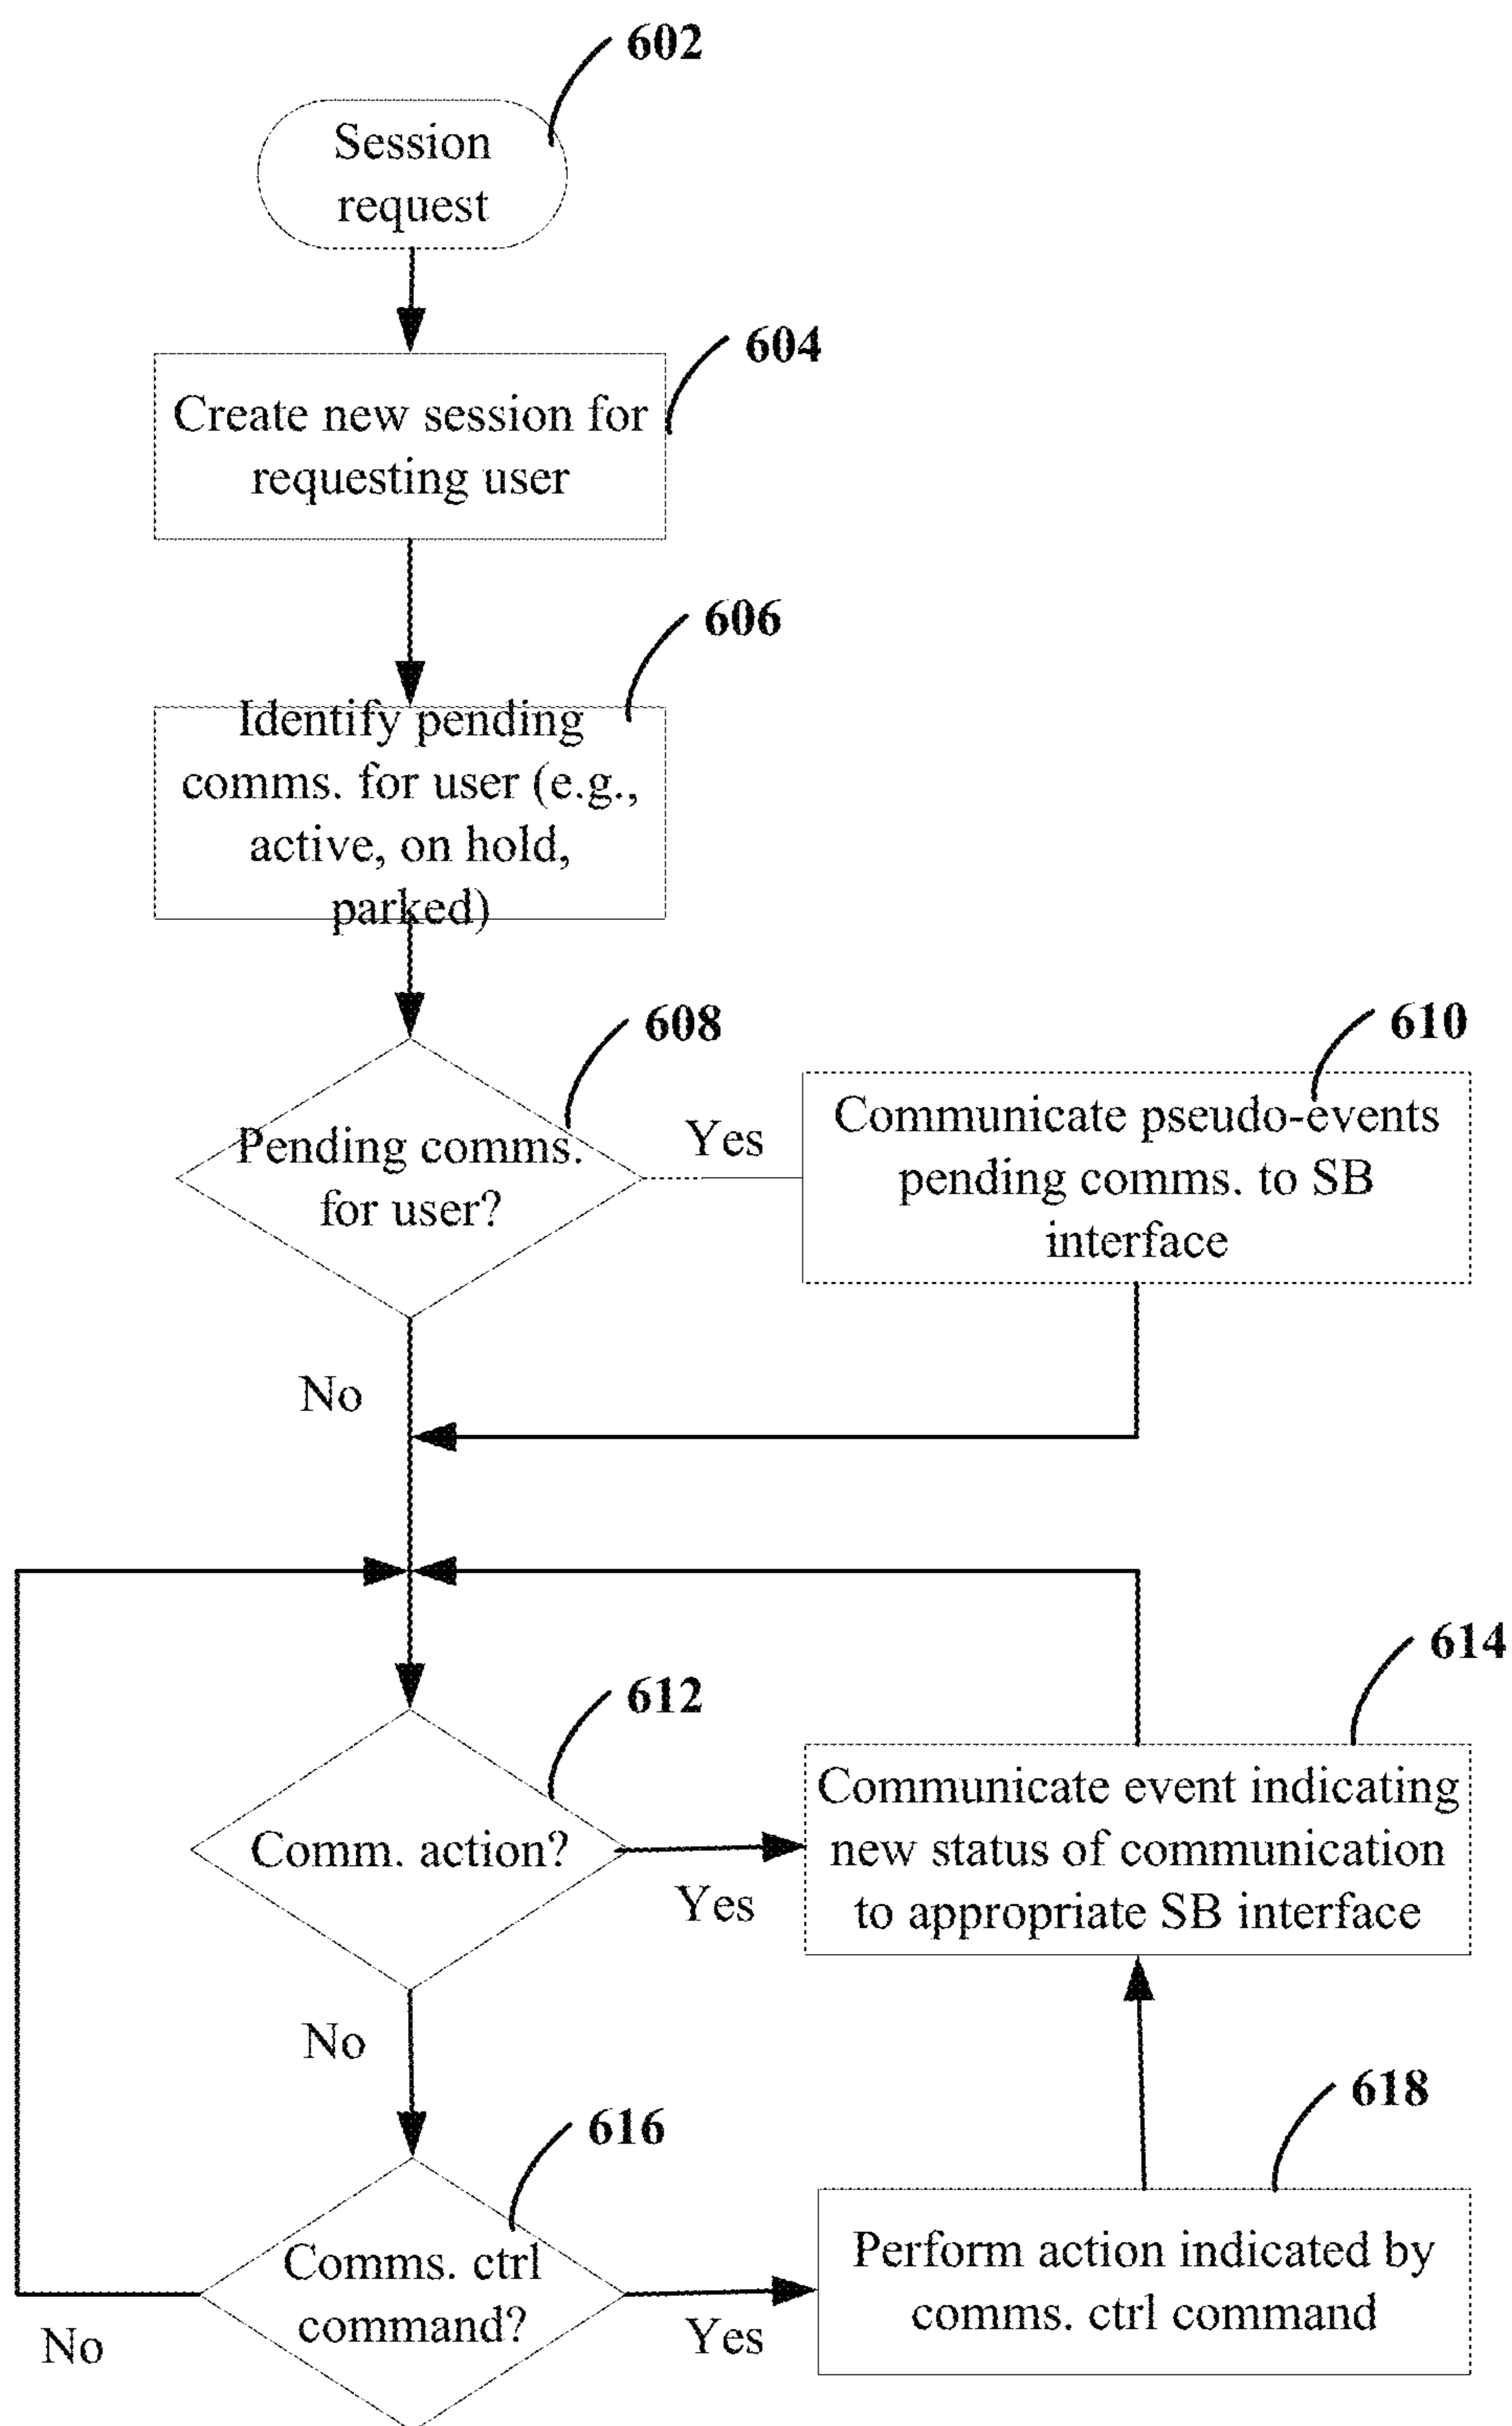 602
Session
request
604
Create new session for
requesting user
606
Identify pending
comms. for user (e.g.,
active, on hold,
parked)
608
Pending comms.
for user?
Yes
610
Communicate pseudo-events
pending comms. to SB
interface
No
612
Comm. action?
Yes
614
Communicate event indicating
new status of communication
to appropriate SB interface
No
616
Comms. ctrl
command?
No
Yes
618
Perform action indicated by
comms. ctrl command